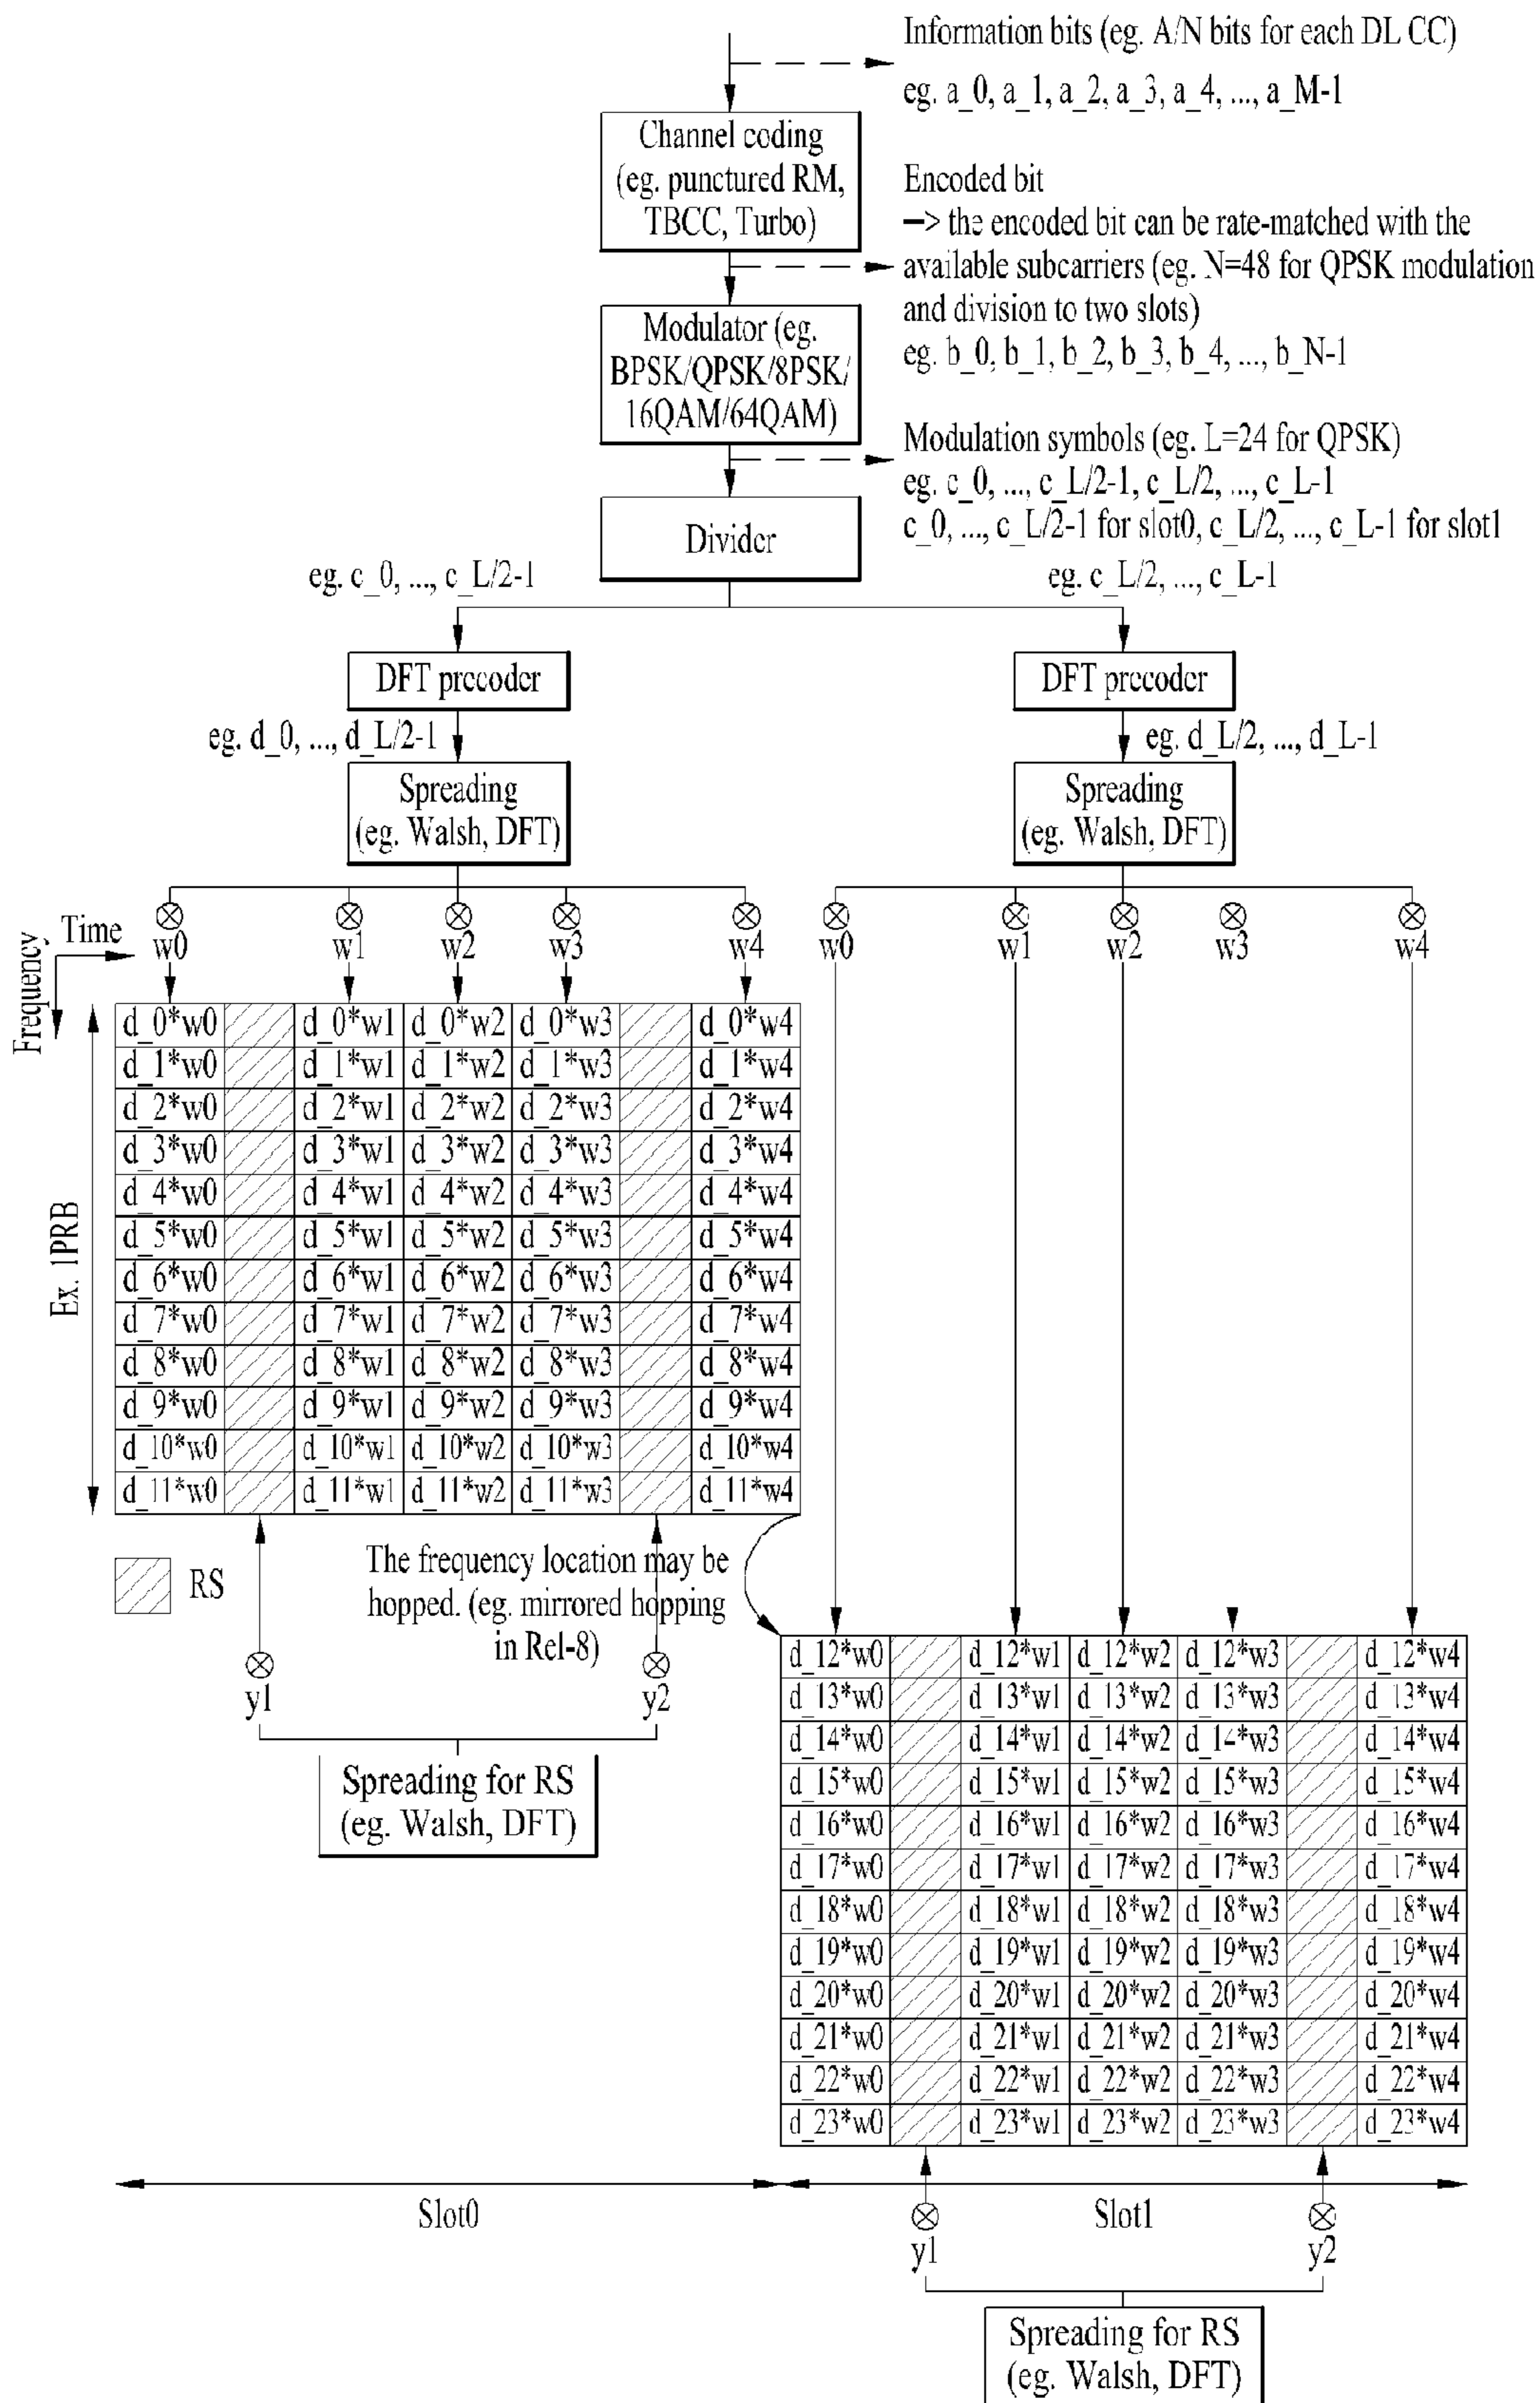 Information bits (eg. A/N bits for each DL CC)
eg. a_0, a_1, a_2, a_3, a_4, ..., a_M-1
Channel coding
(eg. punctured RM,
TBCC, Turbo)
Encoded bit
—> the encoded bit can be rate-matched with the
available subcarriers (eg. N=48 for QPSK modulation
and division to two slots)
eg. b_0, b_1, b_2, b_3, b_4, ..., b_N-1
Modulator (eg.
BPSK/QPSK/8PSK/
16QAM/64QAM)
Modulation symbols (eg. L=24 for QPSK)
eg. c_0, ..., c_L/2-1, c_L/2, ..., c_L-1
c_0, ..., c_L/2-1 for slot0, c_L/2, ..., c_L-1 for slot1
Divider
eg. c_0, ..., c_L/2-1
eg. c_L/2, ..., c_L-1
DFT precoder
DFT precoder
eg. d_0, ..., d_L/2-1
eg. d_L/2, ..., d_L-1
Spreading
(eg. Walsh, DFT)
Spreading
(eg. Walsh, DFT)
Time
Frequency
w0 w1 w2 w3 w4
w0 w1 w2 w3 w4
Ex. 1PRB
d_0*w0 d_0*w1 d_0*w2 d_0*w3 d_0*w4
d_1*w0 d_1*w1 d_1*w2 d_1*w3 d_1*w4
d_2*w0 d_2*w1 d_2*w2 d_2*w3 d_2*w4
d_3*w0 d_3*w1 d_3*w2 d_3*w3 d_3*w4
d_4*w0 d_4*w1 d_4*w2 d_4*w3 d_4*w4
d_5*w0 d_5*w1 d_5*w2 d_5*w3 d_5*w4
d_6*w0 d_6*w1 d_6*w2 d_6*w3 d_6*w4
d_7*w0 d_7*w1 d_7*w2 d_7*w3 d_7*w4
d_8*w0 d_8*w1 d_8*w2 d_8*w3 d_8*w4
d_9*w0 d_9*w1 d_9*w2 d_9*w3 d_9*w4
d_10*w0 d_10*w1 d_10*w2 d_10*w3 d_10*w4
d_11*w0 d_11*w1 d_11*w2 d_11*w3 d_11*w4
RS
The frequency location may be
hopped. (eg. mirrored hopping
in Rel-8)
y1 y2
Spreading for RS
(eg. Walsh, DFT)
d_12*w0 d_12*w1 d_12*w2 d_12*w3 d_12*w4
d_13*w0 d_13*w1 d_13*w2 d_13*w3 d_13*w4
d_14*w0 d_14*w1 d_14*w2 d_14*w3 d_14*w4
d_15*w0 d_15*w1 d_15*w2 d_15*w3 d_15*w4
d_16*w0 d_16*w1 d_16*w2 d_16*w3 d_16*w4
d_17*w0 d_17*w1 d_17*w2 d_17*w3 d_17*w4
d_18*w0 d_18*w1 d_18*w2 d_18*w3 d_18*w4
d_19*w0 d_19*w1 d_19*w2 d_19*w3 d_19*w4
d_20*w0 d_20*w1 d_20*w2 d_20*w3 d_20*w4
d_21*w0 d_21*w1 d_21*w2 d_21*w3 d_21*w4
d_22*w0 d_22*w1 d_22*w2 d_22*w3 d_22*w4
d_23*w0 d_23*w1 d_23*w2 d_23*w3 d_23*w4
Slot0
Slot1
y1 y2
Spreading for RS
(eg. Walsh, DFT)